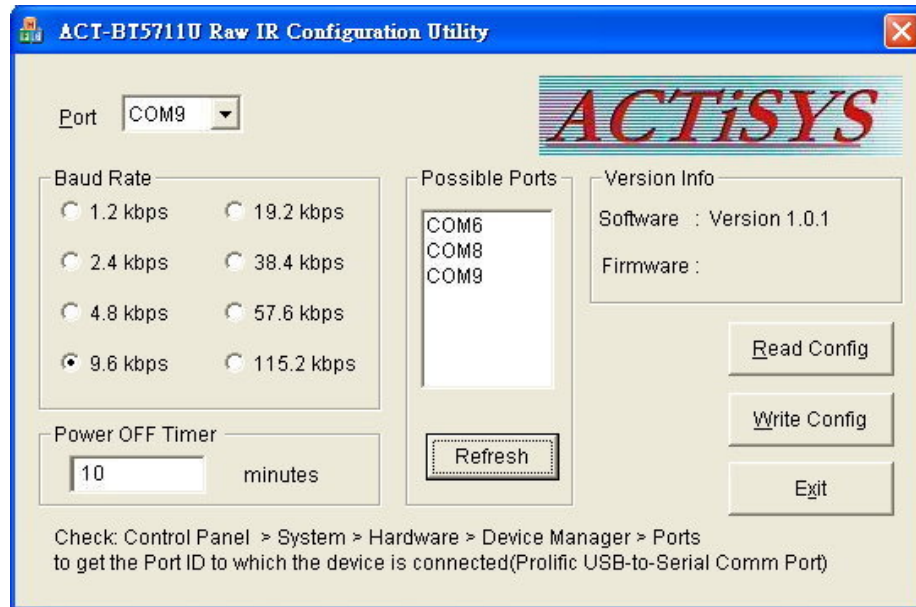 ACT-BT5711U Raw IR Configuration Utility
Port COM9
ACTiSYS
Baud Rate
1.2 kbps 19.2 kbps
2.4 kbps 38.4 kbps
4.8 kbps 57.6 kbps
9.6 kbps 115.2 kbps
Possible Ports
COM6
COM8
COM9
Refresh
Version Info
Software : Version 1.0.1
Firmware :
Read Config
Write Config
Exit
Power OFF Timer
10 minutes
Check: Control Panel > System > Hardware > Device Manager > Ports
to get the Port ID to which the device is connected(Prolific USB-to-Serial Comm Port)